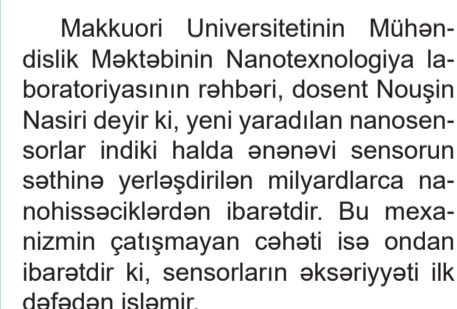 Makkuori Universitetinin Mühən-
dislik Məktəbinin Nanotexnologiya la-
boratoriyasının rəhbəri, dosent Nouşin
Nasiri deyir ki, yeni yaradılan nanosen-
sorlar indiki halda ənənəvi sensorun
səthinə yerləşdirilən milyardlarca na-
nohissəciklərdən ibarətdir. Bu mexa-
nizmin çatışmayan cəhəti isə ondan
ibarətdir ki, sensorların əksəriyyəti ilk
dəfədən işləmir.